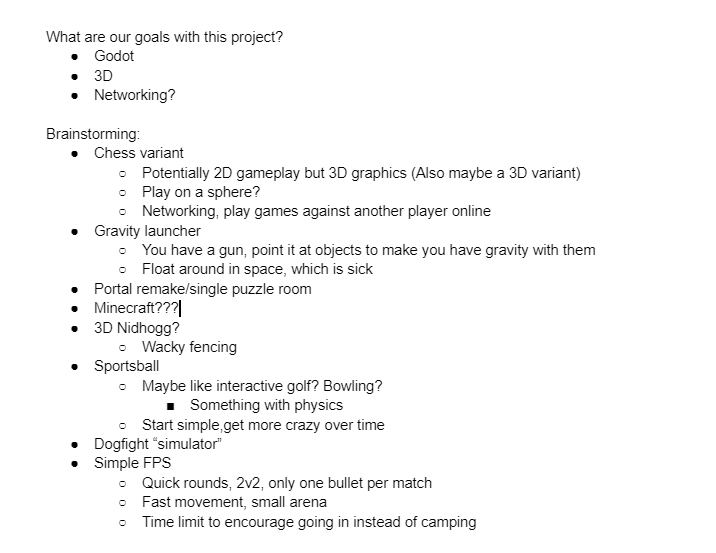 What are our goals with this project?
● Godot
● 3D
● Networking?
Brainstorming:
● Chess variant
○ Potentially 2D gameplay but 3D graphics (Also maybe a 3D variant)
○ Play on a sphere?
○ Networking, play games against another player online
● Gravity launcher
○ You have a gun, point it at objects to make you have gravity with them
○ Float around in space, which is sick
● Portal remake/single puzzle room
● Minecraft???
● 3D Nidhogg?
○ Wacky fencing
● Sportsball
○ Maybe like interactive golf? Bowling?
■ Something with physics
○ Start simple,get more crazy over time
● Dogfight “simulator”
● Simple FPS
○ Quick rounds, 2v2, only one bullet per match
○ Fast movement, small arena
○ Time limit to encourage going in instead of camping